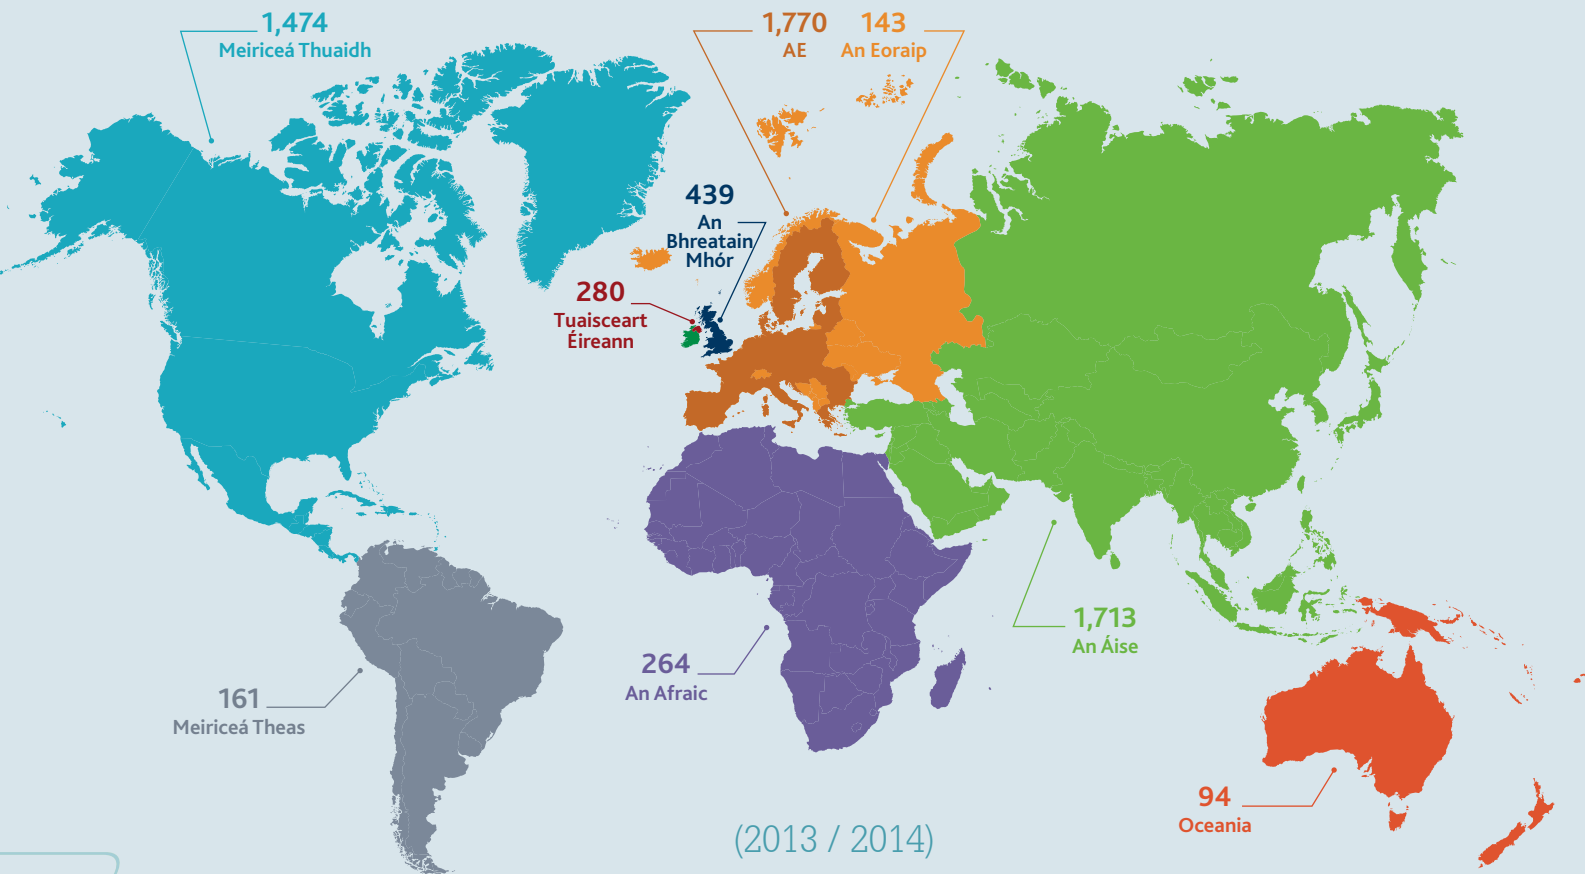 1,474
Meiriceá Thuaidh
1,770
AE
143
An Eoraip
439
An
Bhreatain
Mhór
280
Tuaisceart
Éireann
1,713
An Áise
264
An Afraic
161
Meiriceá Theas
94
Oceania
(2013 / 2014)